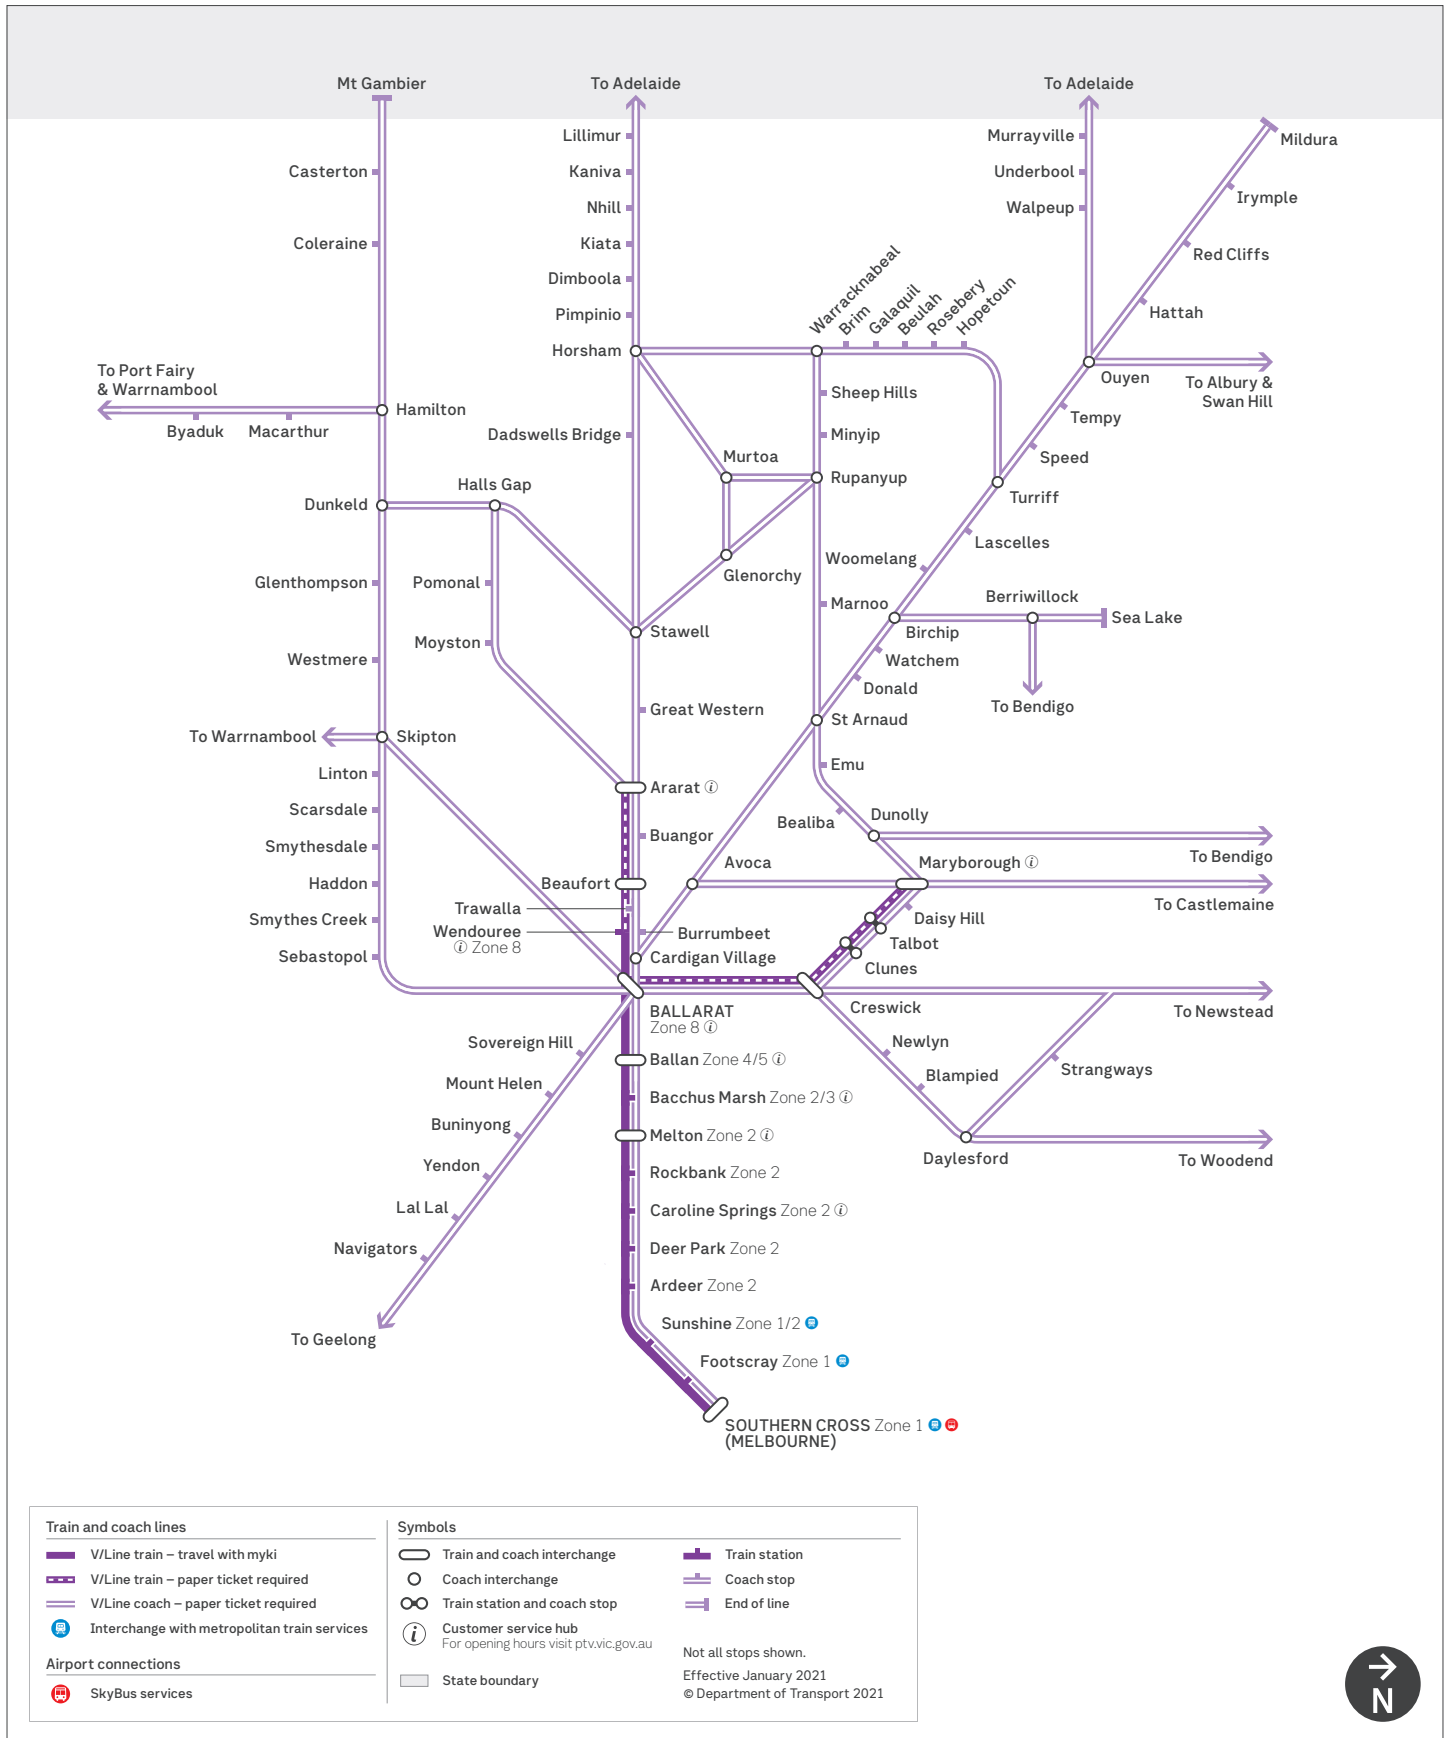 Mt Gambier
To Adelaide
To Adelaide
Lillimur
Murrayville
Mildura
Casterton
Kaniva
Underbool
Irymple
Nhill
Walpeup
Coleraine
Kiata
Red Cliffs
Dimboola
Warracknabeal
Brim
Galaquil
Beulah
Rosebery
Hopetoun
Pimpinio
Hattah
Horsham
To Port Fairy
& Warrnambool
Ouyen
To Albury &
Swan Hill
Hamilton
Sheep Hills
Byaduk
Macarthur
Tempy
Dadswells Bridge
Minyip
Murtoa
Speed
Halls Gap
Rupanyup
Dunkeld
Turriff
Lascelles
Woomelang
Glenthompson
Pomonal
Glenorchy
Marnoo
Berriwillock
Sea Lake
Stawell
Birchip
Moyston
Westmere
Watchem
Donald
Great Western
To Bendigo
St Arnaud
To Warrnambool
Skipton
Linton
Emu
Ararat
Scarsdale
Bealiba
Dunolly
Buangor
Smythesdale
To Bendigo
Avoca
Maryborough
Haddon
Beaufort
To Castlemaine
Trawalla
Smythes Creek
Daisy Hill
Wendouree
Zone 8
Burrumbeet
Talbot
Sebastopol
Cardigan Village
Clunes
BALLARAT
Zone 8
Creswick
To Newstead
Sovereign Hill
Newlyn
Ballan Zone 4/5
Strangways
Mount Helen
Blampied
Bacchus Marsh Zone 2/3
Buninyong
Melton Zone 2
Daylesford
To Woodend
Yendon
Rockbank Zone 2
Lal Lal
Caroline Springs Zone 2
Navigators
Deer Park Zone 2
Ardeer Zone 2
To Geelong
Sunshine Zone 1/2
Footscray Zone 1
SOUTHERN CROSS Zone 1
(MELBOURNE)
Train and coach lines
V/Line train – travel with myki
V/Line train – paper ticket required
V/Line coach – paper ticket required
Interchange with metropolitan train services
Airport connections
SkyBus services
Symbols
Train and coach interchange
Coach interchange
Train station and coach stop
Customer service hub
For opening hours visit ptv.vic.gov.au
State boundary
Train station
Coach stop
End of line
Not all stops shown.
Effective January 2021
© Department of Transport 2021
N